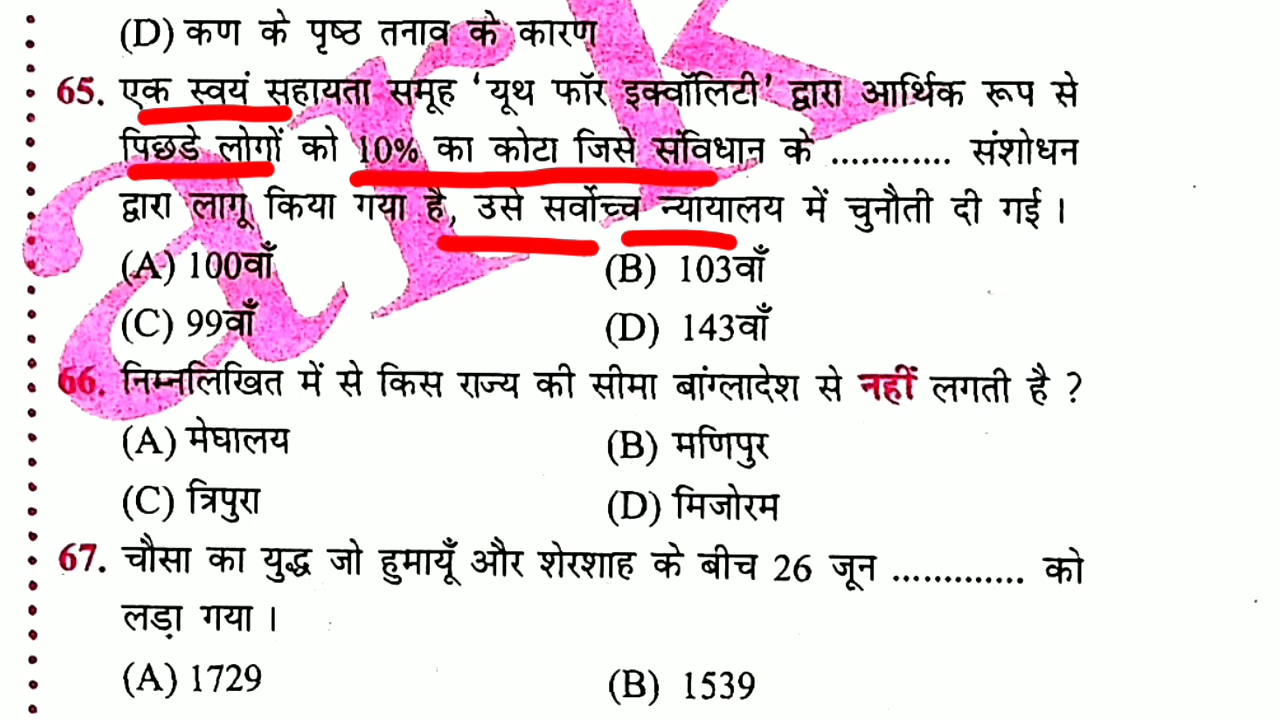 (D) कण के पृष्ठ तनाव के कारण
65. एक स्वयं सहायता समूह 'यूथ फॉर इक्वॉलिटी' द्वारा आर्थिक रूप से
पिछडे लोगों को 10% का कोटा जिसे संविधान के ............ संशोधन
द्वारा लागू किया गया है, उसे सर्वोच्च न्यायालय में चुनौती दी गई ।
(A) 100वाँ (B) 103वाँ
(C) 99वाँ (D) 143वाँ
66. निम्नलिखित में से किस राज्य की सीमा बांग्लादेश से नहीं लगती है ?
(A) मेघालय (B) मणिपुर
(C) त्रिपुरा (D) मिजोरम
67. चौसा का युद्ध जो हुमायूँ और शेरशाह के बीच 26 जून ............. को
लड़ा गया ।
(A) 1729 (B) 1539